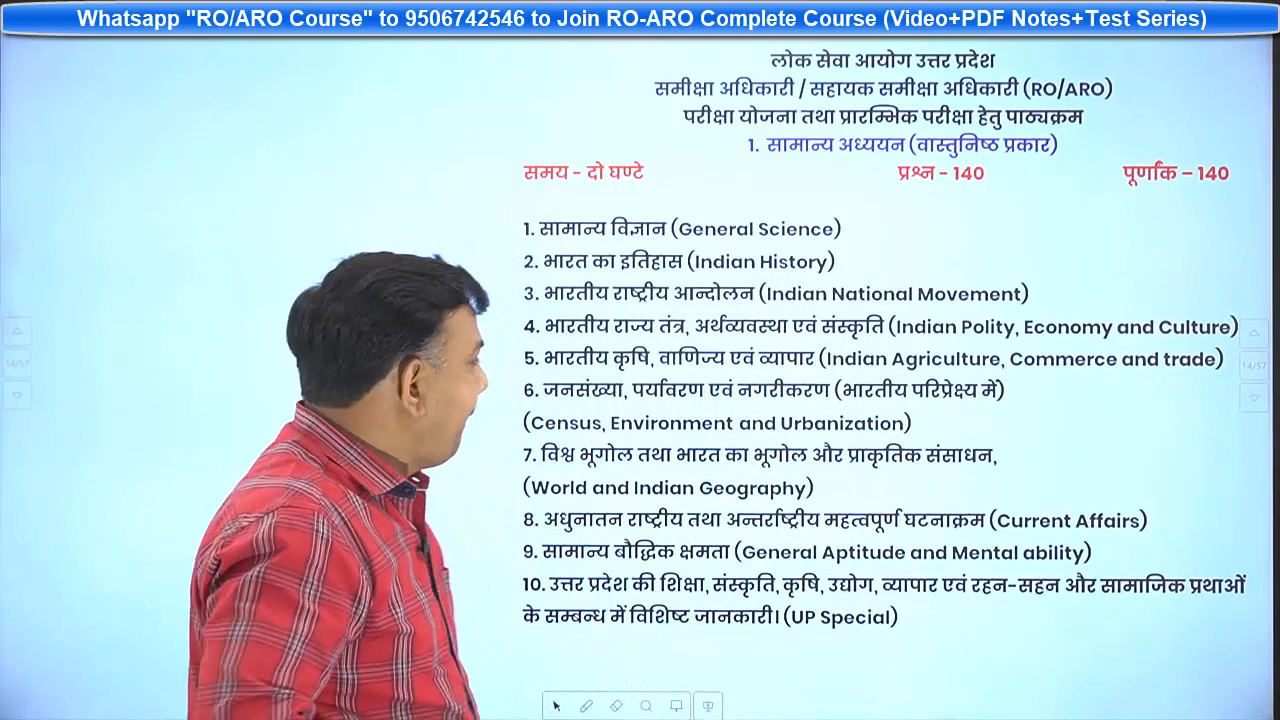 Whatsapp "RO/ARO Course" to 9506742546 to Join RO-ARO Complete Course (Video+PDF Notes+Test Series)
लोक सेवा आयोग उत्तर प्रदेश
समीक्षा अधिकारी / सहायक समीक्षा अधिकारी (RO/ARO)
परीक्षा योजना तथा प्रारम्भिक परीक्षा हेतु पाठ्यक्रम
1. सामान्य अध्ययन (वास्तुनिष्ठ प्रकार)
समय - दो घण्टे प्रश्न - 140 पूर्णांक – 140
1. सामान्य विज्ञान (General Science)
2. भारत का इतिहास (Indian History)
3. भारतीय राष्ट्रीय आन्दोलन (Indian National Movement)
4. भारतीय राज्य तंत्र, अर्थव्यवस्था एवं संस्कृति (Indian Polity, Economy and Culture)
5. भारतीय कृषि, वाणिज्य एवं व्यापार (Indian Agriculture, Commerce and trade)
6. जनसंख्या, पर्यावरण एवं नगरीकरण (भारतीय परिप्रेक्ष्य में)
(Census, Environment and Urbanization)
7. विश्व भूगोल तथा भारत का भूगोल और प्राकृतिक संसाधन,
(World and Indian Geography)
8. अधुनातन राष्ट्रीय तथा अन्तर्राष्ट्रीय महत्वपूर्ण घटनाक्रम (Current Affairs)
9. सामान्य बौद्धिक क्षमता (General Aptitude and Mental ability)
10. उत्तर प्रदेश की शिक्षा, संस्कृति, कृषि, उद्योग, व्यापार एवं रहन-सहन और सामाजिक प्रथाओं
के सम्बन्ध में विशिष्ट जानकारी। (UP Special)
14/57
14/57